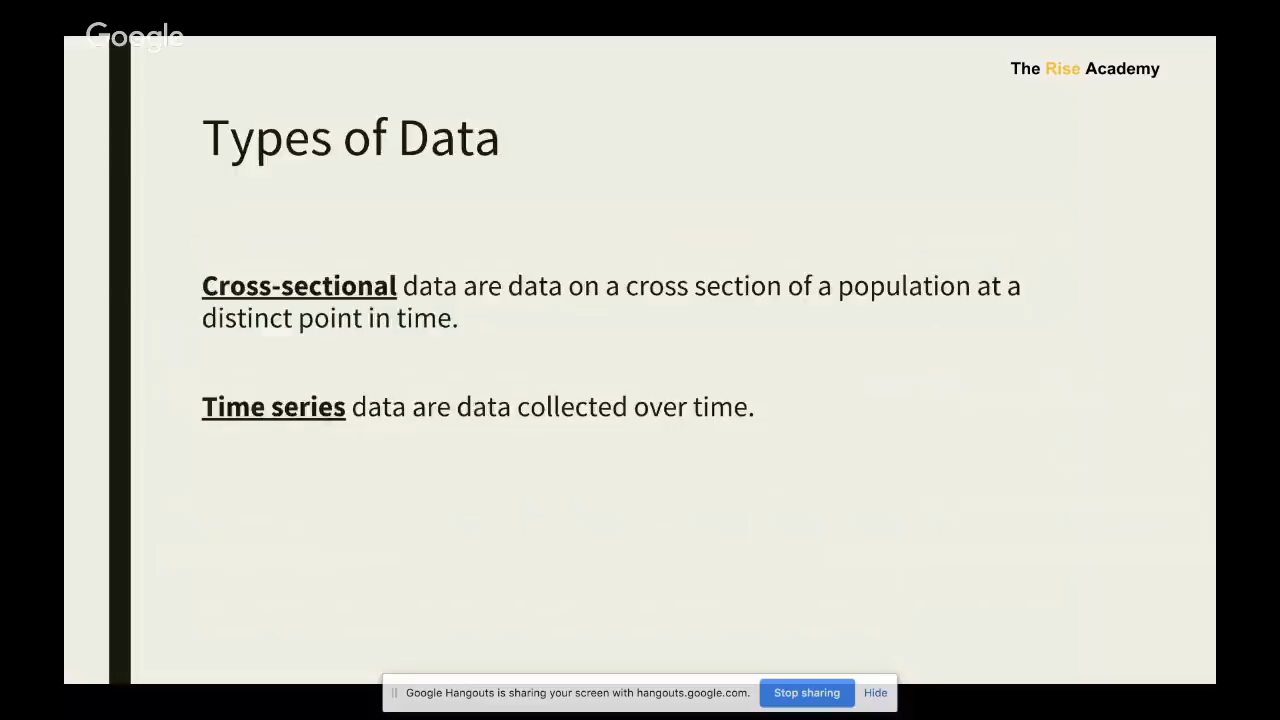 Google
The Rise Academy
Types of Data
Cross-sectional data are data on a cross section of a population at a
distinct point in time.
Time series data are data collected over time.
Google Hangouts is sharing your screen with hangouts.google.com. Stop sharing Hide